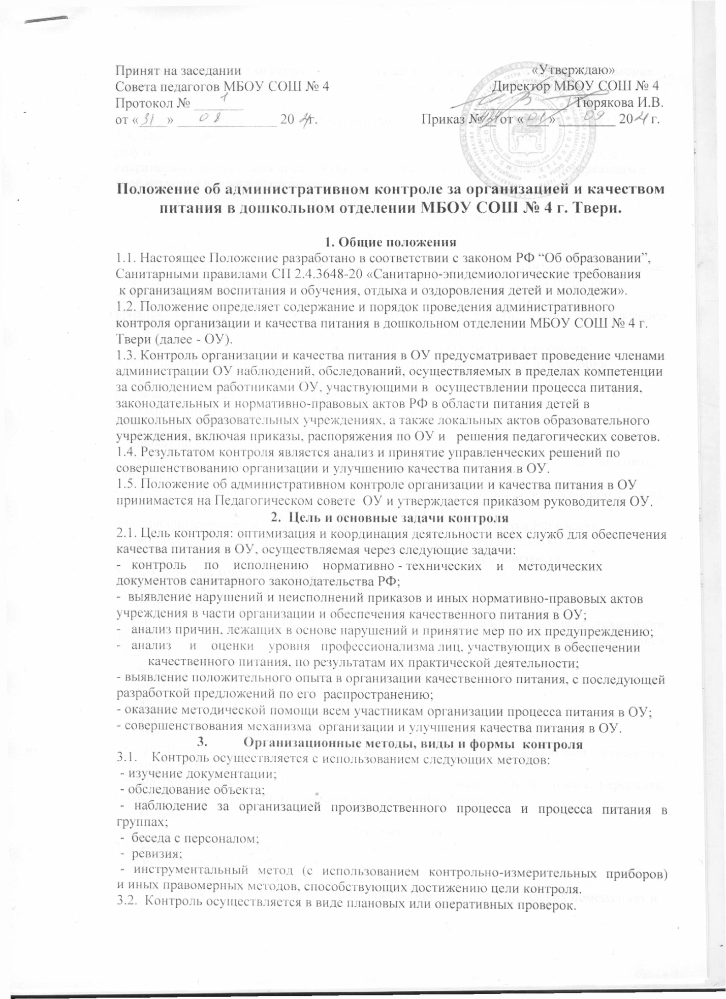 Принят на заседании
Совета педагогов МБОУ СОШ № 4
Протокол № 1
от «31» 08 2021г.
«Утверждаю»
Директор МБОУ СОШ № 4
/ Тюрякова И.В.
Приказ № от «01» 09 2021 г.
Положение об административном контроле за организацией и качеством
питания в дошкольном отделении МБОУ СОШ № 4 г. Твери.
1. Общие положения
1.1. Настоящее Положение разработано в соответствии с законом РФ “Об образовании”,
Санитарными правилами СП 2.4.3648-20 «Санитарно-эпидемиологические требования
к организациям воспитания и обучения, отдыха и оздоровления детей и молодежи».
1.2. Положение определяет содержание и порядок проведения административного
контроля организации и качества питания в дошкольном отделении МБОУ СОШ № 4 г.
Твери (далее - ОУ).
1.3. Контроль организации и качества питания в ОУ предусматривает проведение членами
администрации ОУ наблюдений, обследований, осуществляемых в пределах компетенции
за соблюдением работниками ОУ, участвующими в осуществлении процесса питания,
законодательных и нормативно-правовых актов РФ в области питания детей в
дошкольных образовательных учреждениях, а также локальных актов образовательного
учреждения, включая приказы, распоряжения по ОУ и решения педагогических советов.
1.4. Результатом контроля является анализ и принятие управленческих решений по
совершенствованию организации и улучшению качества питания в ОУ.
1.5. Положение об административном контроле организации и качества питания в ОУ
принимается на Педагогическом совете ОУ и утверждается приказом руководителя ОУ.
2. Цель и основные задачи контроля
2.1. Цель контроля: оптимизация и координация деятельности всех служб для обеспечения
качества питания в ОУ, осуществляемая через следующие задачи:
- контроль по исполнению нормативно - технических и методических
документов санитарного законодательства РФ;
- выявление нарушений и неисполнений приказов и иных нормативно-правовых актов
учреждения в части организации и обеспечения качественного питания в ОУ;
- анализ причин, лежащих в основе нарушений и принятие мер по их предупреждению;
- анализ и оценки уровня профессионализма лиц, участвующих в обеспечении
качественного питания, по результатам их практической деятельности;
- выявление положительного опыта в организации качественного питания, с последующей
разработкой предложений по его распространению;
- оказание методической помощи всем участникам организации процесса питания в ОУ;
- совершенствования механизма организации и улучшения качества питания в ОУ.
3. Организационные методы, виды и формы контроля
3.1. Контроль осуществляется с использованием следующих методов:
- изучение документации;
- обследование объекта;
- наблюдение за организацией производственного процесса и процесса питания в
группах;
- беседа с персоналом;
- ревизия;
- инструментальный метод (с использованием контрольно-измерительных приборов)
и иных правомерных методов, способствующих достижению цели контроля.
3.2. Контроль осуществляется в виде плановых или оперативных проверок.